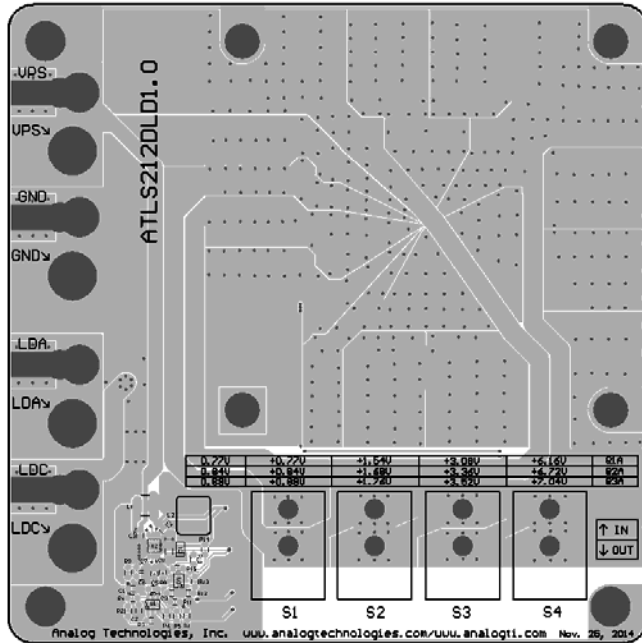 VPS
VPS↘
GND
GND↘
LDA
LDA↘
LDC
LDC↘
ATLS212DLD1.0
0.77V +0.77V +1.54V +3.08V +6.16V R1A
0.84V +0.84V +1.68V +3.36V +6.72V R2A
0.88V +0.88V +1.76V +3.52V +7.04V R3A
↑ IN
↓ OUT
S1 S2 S3 S4
Analog Technologies, Inc. www.analogtechnologies.com/www.analogti.com Nov. 26, 2014